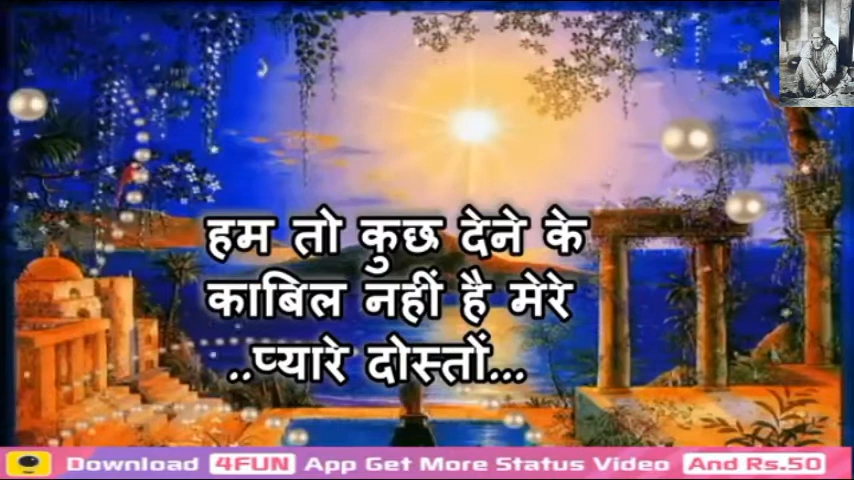 हम तो कुछ देने के
काबिल नहीं है मेरे
..प्यारे दोस्तों...
Download 4FUN App Get More Status Video And Rs.50